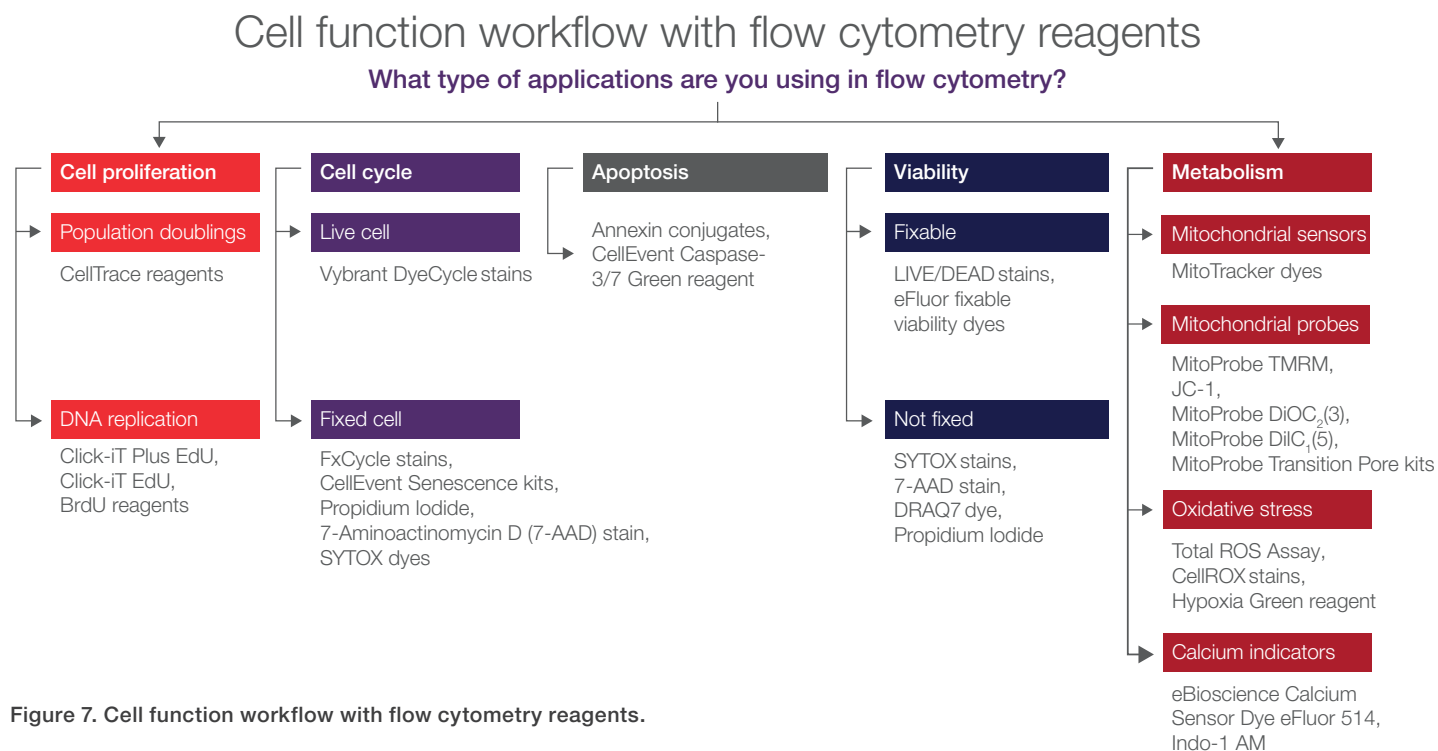 Cell function workflow with flow cytometry reagents
What type of applications are you using in flow cytometry?
Cell proliferation
Population doublings
CellTrace reagents
DNA replication
Click-iT Plus EdU,
Click-iT EdU,
BrdU reagents
Cell cycle
Live cell
Vybrant DyeCycle stains
Fixed cell
FxCycle stains,
CellEvent Senescence kits,
Propidium Iodide,
7-Aminoactinomycin D (7-AAD) stain,
SYTOX dyes
Apoptosis
Annexin conjugates,
CellEvent Caspase-
3/7 Green reagent
Viability
Fixable
LIVE/DEAD stains,
eFluor fixable
viability dyes
Not fixed
SYTOX stains,
7-AAD stain,
DRAQ7 dye,
Propidium Iodide
Metabolism
Mitochondrial sensors
MitoTracker dyes
Mitochondrial probes
MitoProbe TMRM,
JC-1,
MitoProbe DiOC₂(3),
MitoProbe DilC₁(5),
MitoProbe Transition Pore kits
Oxidative stress
Total ROS Assay,
CellROX stains,
Hypoxia Green reagent
Calcium indicators
eBioscience Calcium
Sensor Dye eFluor 514,
Indo-1 AM
Figure 7. Cell function workflow with flow cytometry reagents.